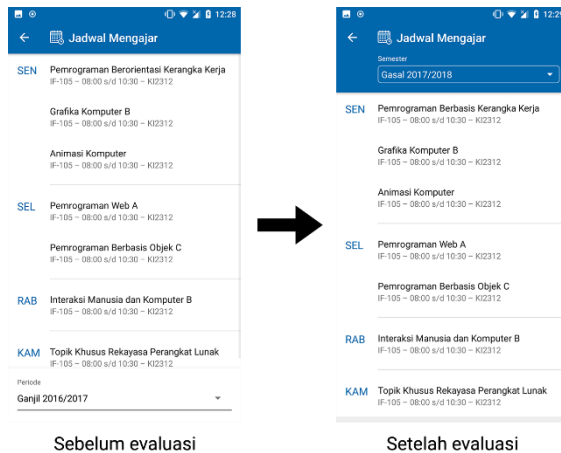 12:28
Jadwal Mengajar
SEN
Pemrograman Berorientasi Kerangka Kerja
IF-105 – 08:00 s/d 10:30 – KI2312
Grafika Komputer B
IF-105 – 08:00 s/d 10:30 – KI2312
Animasi Komputer
IF-105 – 08:00 s/d 10:30 – KI2312
SEL
Pemrograman Web A
IF-105 – 08:00 s/d 10:30 – KI2312
Pemrograman Berbasis Objek C
IF-105 – 08:00 s/d 10:30 – KI2312
RAB
Interaksi Manusia dan Komputer B
IF-105 – 08:00 s/d 10:30 – KI2312
KAM
Topik Khusus Rekayasa Perangkat Lunak
IF-105 – 08:00 s/d 10:30 – KI2312
Periode
Ganjil 2016/2017
Sebelum evaluasi
12:29
Jadwal Mengajar
Semester
Gasal 2017/2018
SEN
Pemrograman Berbasis Kerangka Kerja
IF-105 – 08:00 s/d 10:30 – KI2312
Grafika Komputer B
IF-105 – 08:00 s/d 10:30 – KI2312
Animasi Komputer
IF-105 – 08:00 s/d 10:30 – KI2312
SEL
Pemrograman Web A
IF-105 – 08:00 s/d 10:30 – KI2312
Pemrograman Berbasis Objek C
IF-105 – 08:00 s/d 10:30 – KI2312
RAB
Interaksi Manusia dan Komputer B
IF-105 – 08:00 s/d 10:30 – KI2312
KAM
Topik Khusus Rekayasa Perangkat Lunak
IF-105 – 08:00 s/d 10:30 – KI2312
Setelah evaluasi